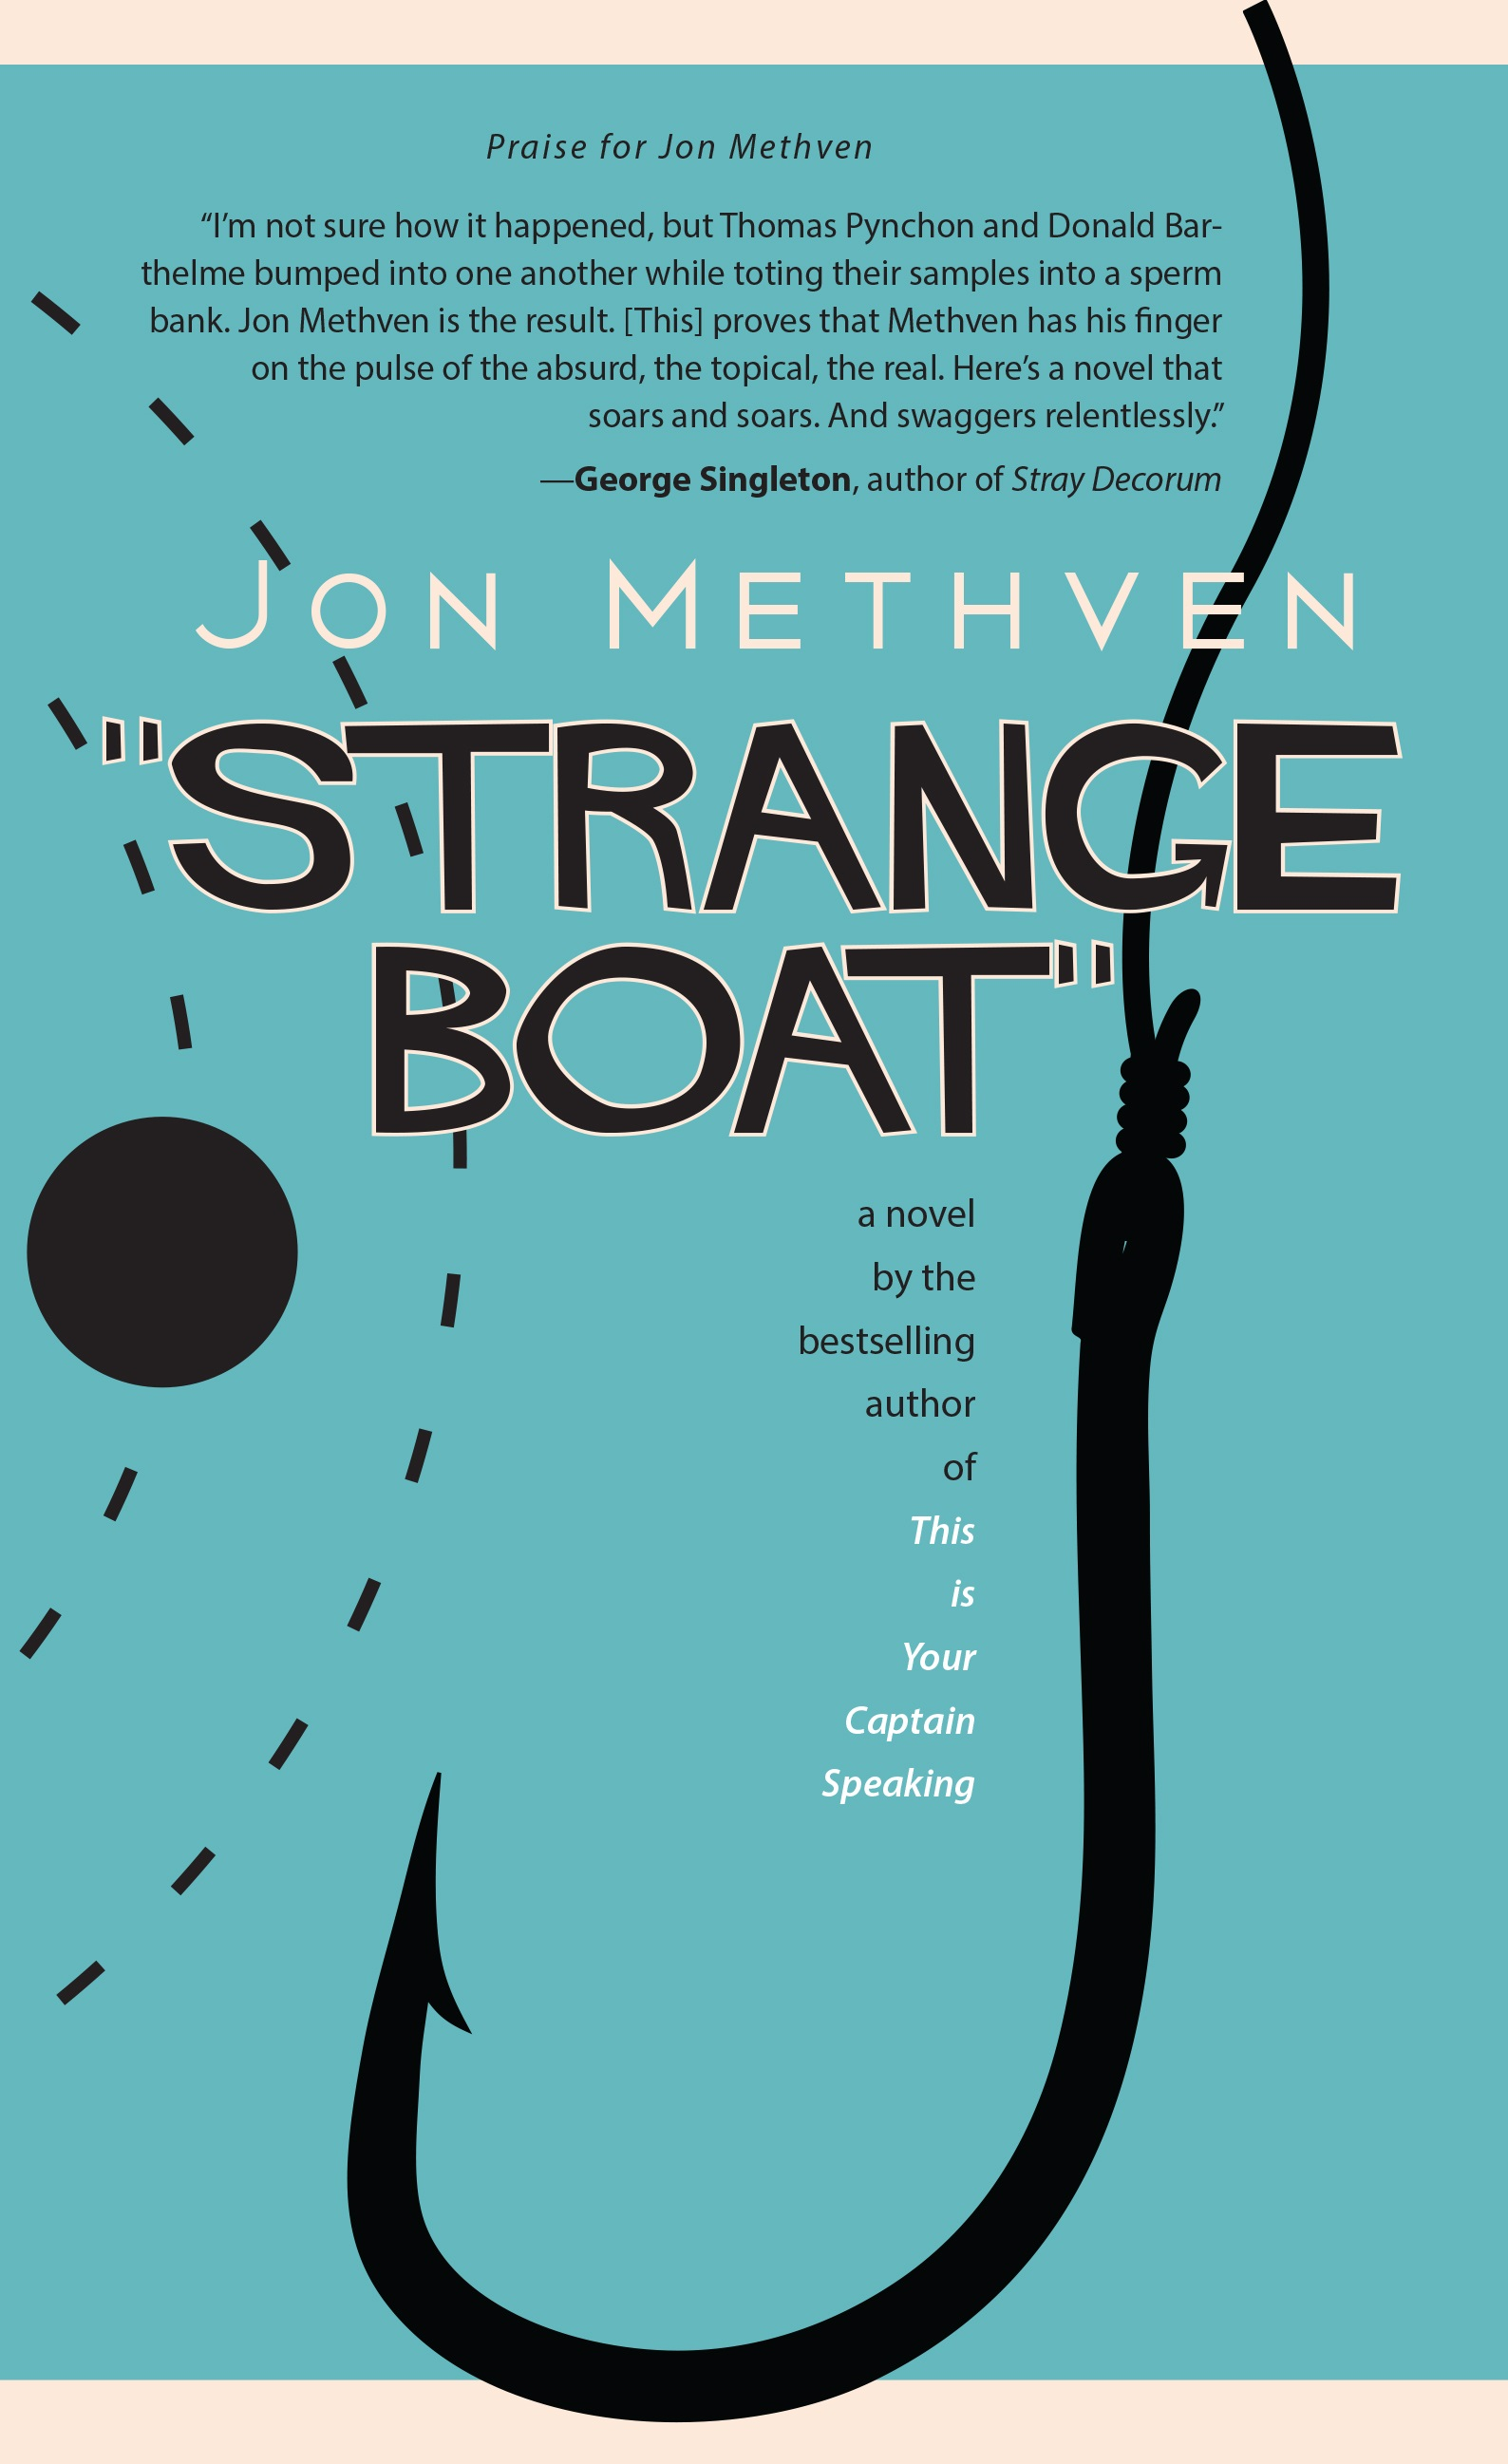 Praise for Jon Methven
“I’m not sure how it happened, but Thomas Pynchon and Donald Bar-
thelme bumped into one another while toting their samples into a sperm
bank. Jon Methven is the result. [This] proves that Methven has his finger
on the pulse of the absurd, the topical, the real. Here’s a novel that
soars and soars. And swaggers relentlessly.”
—George Singleton, author of Stray Decorum
JON METHVEN
"STRANGE
BOAT"
a novel
by the
bestselling
author
of
This
is
Your
Captain
Speaking